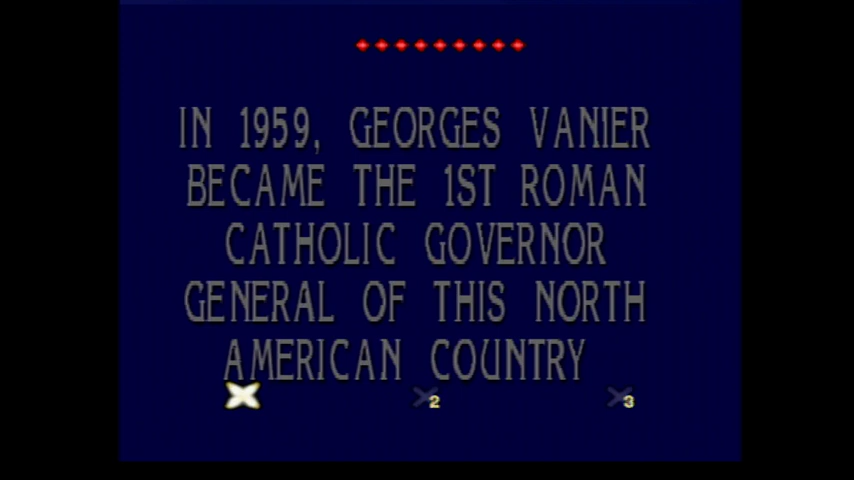 IN 1959, GEORGES VANIER
BECAME THE 1ST ROMAN
CATHOLIC GOVERNOR
GENERAL OF THIS NORTH
AMERICAN COUNTRY
2 3